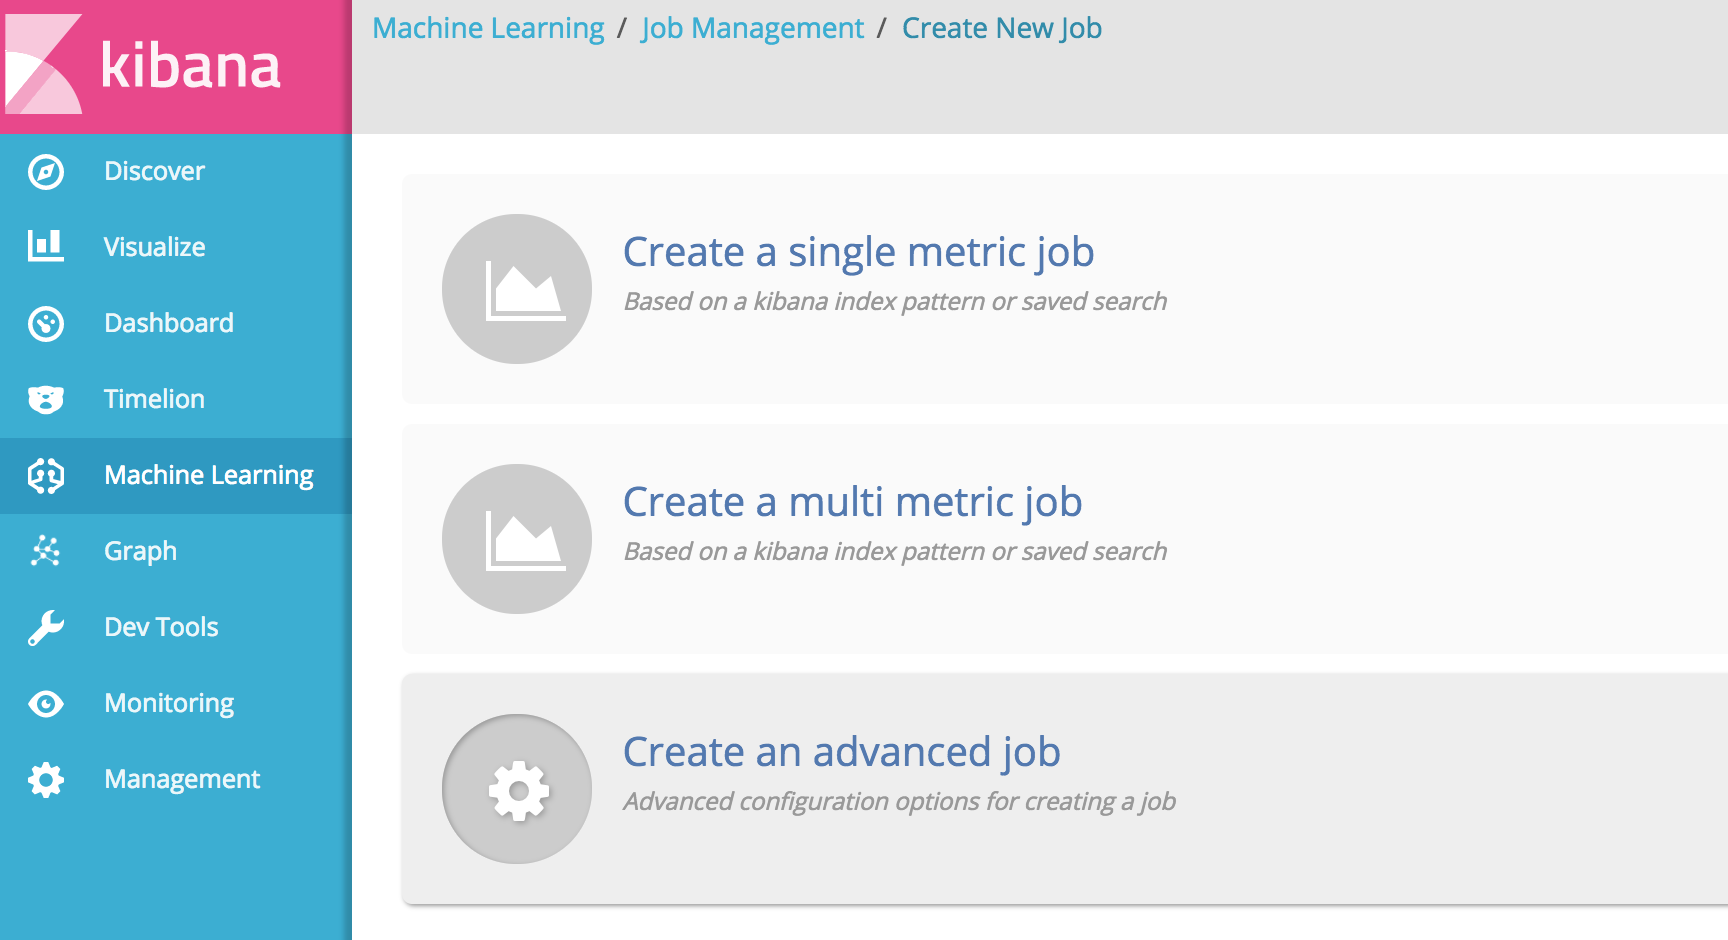 kibana
Machine Learning / Job Management / Create New Job
Discover
Visualize
Dashboard
Timelion
Machine Learning
Graph
Dev Tools
Monitoring
Management
Create a single metric job
Based on a kibana index pattern or saved search
Create a multi metric job
Based on a kibana index pattern or saved search
Create an advanced job
Advanced configuration options for creating a job